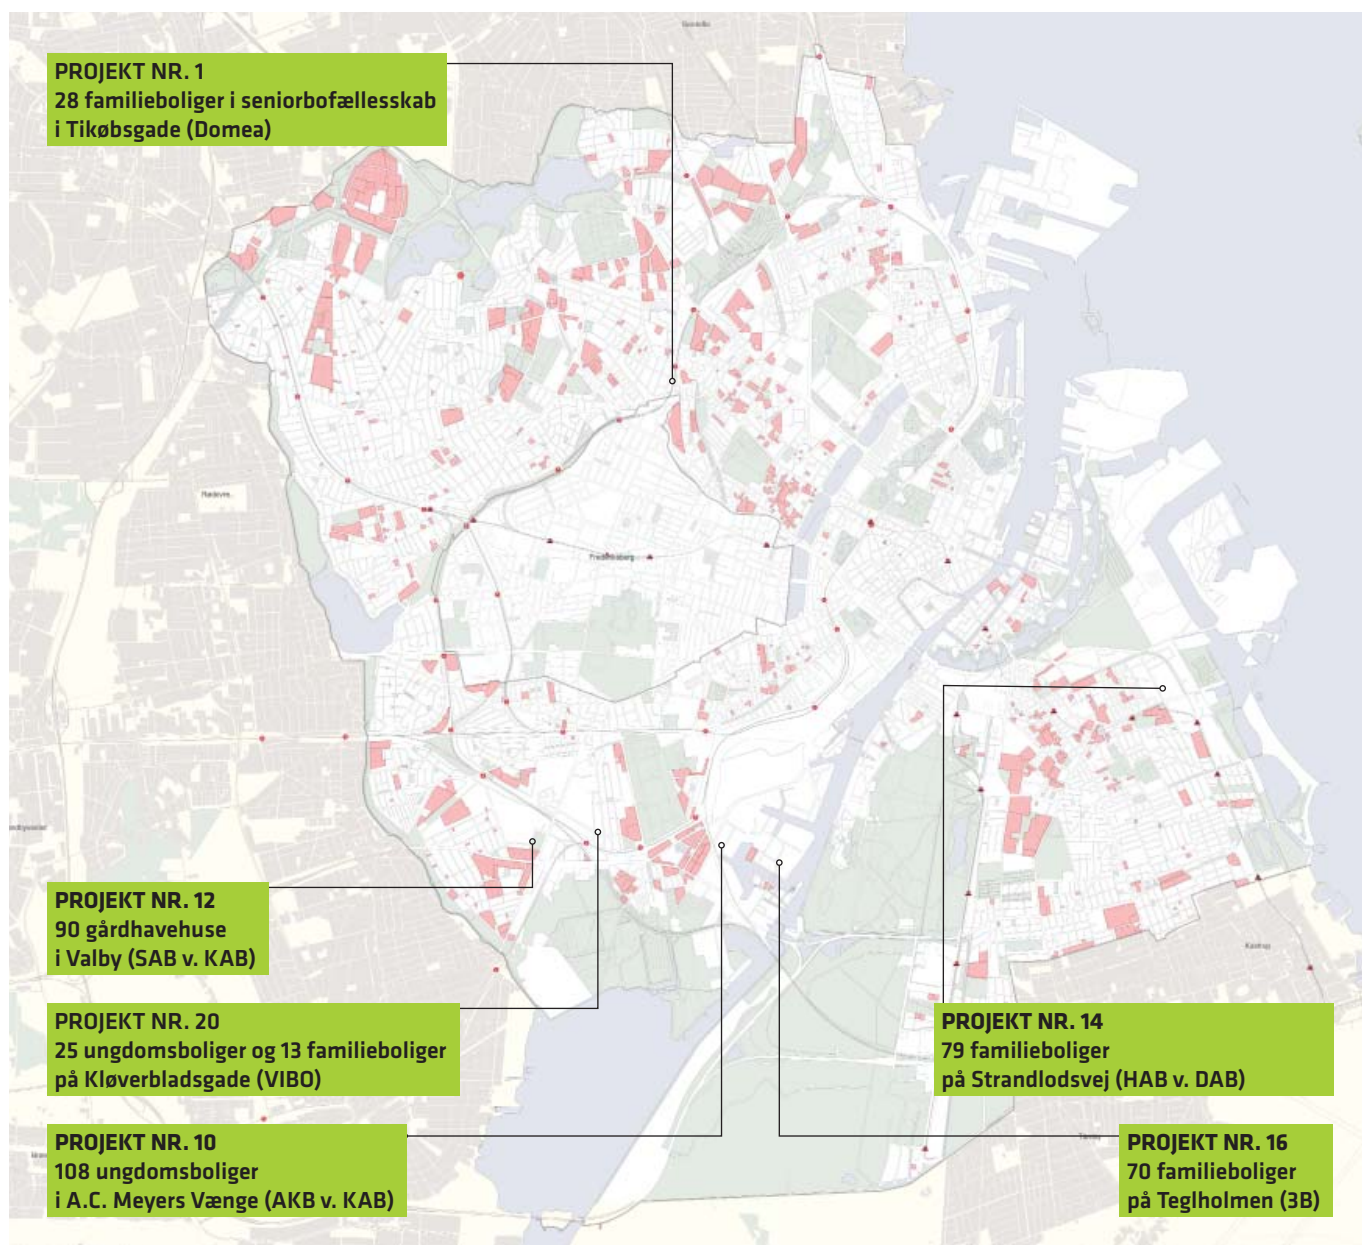 PROJEKT NR. 1
28 familieboliger i seniorbofællesskab
i Tikøbsgade (Domea)
Frederiksberg
PROJEKT NR. 12
90 gårdhavehuse
i Valby (SAB v. KAB)
PROJEKT NR. 20
25 ungdomsboliger og 13 familieboliger
på Kløverbladsgade (VIBO)
PROJEKT NR. 10
108 ungdomsboliger
i A.C. Meyers Vænge (AKB v. KAB)
PROJEKT NR. 14
79 familieboliger
på Strandlodsvej (HAB v. DAB)
PROJEKT NR. 16
70 familieboliger
på Teglholmen (3B)